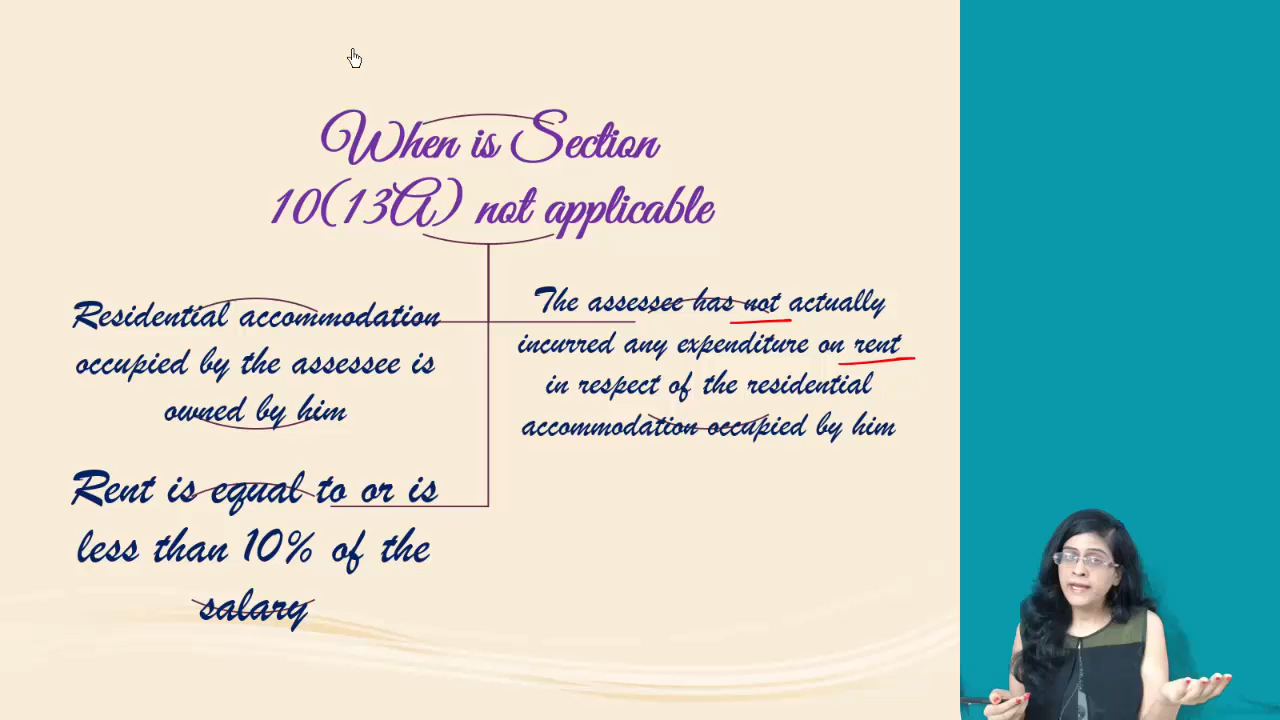 When is Section
10(13A) not applicable
Residential accommodation
occupied by the assessee is
owned by him
The assessee has not actually
incurred any expenditure on rent
in respect of the residential
accommodation occupied by him
Rent is equal to or is
less than 10% of the
salary